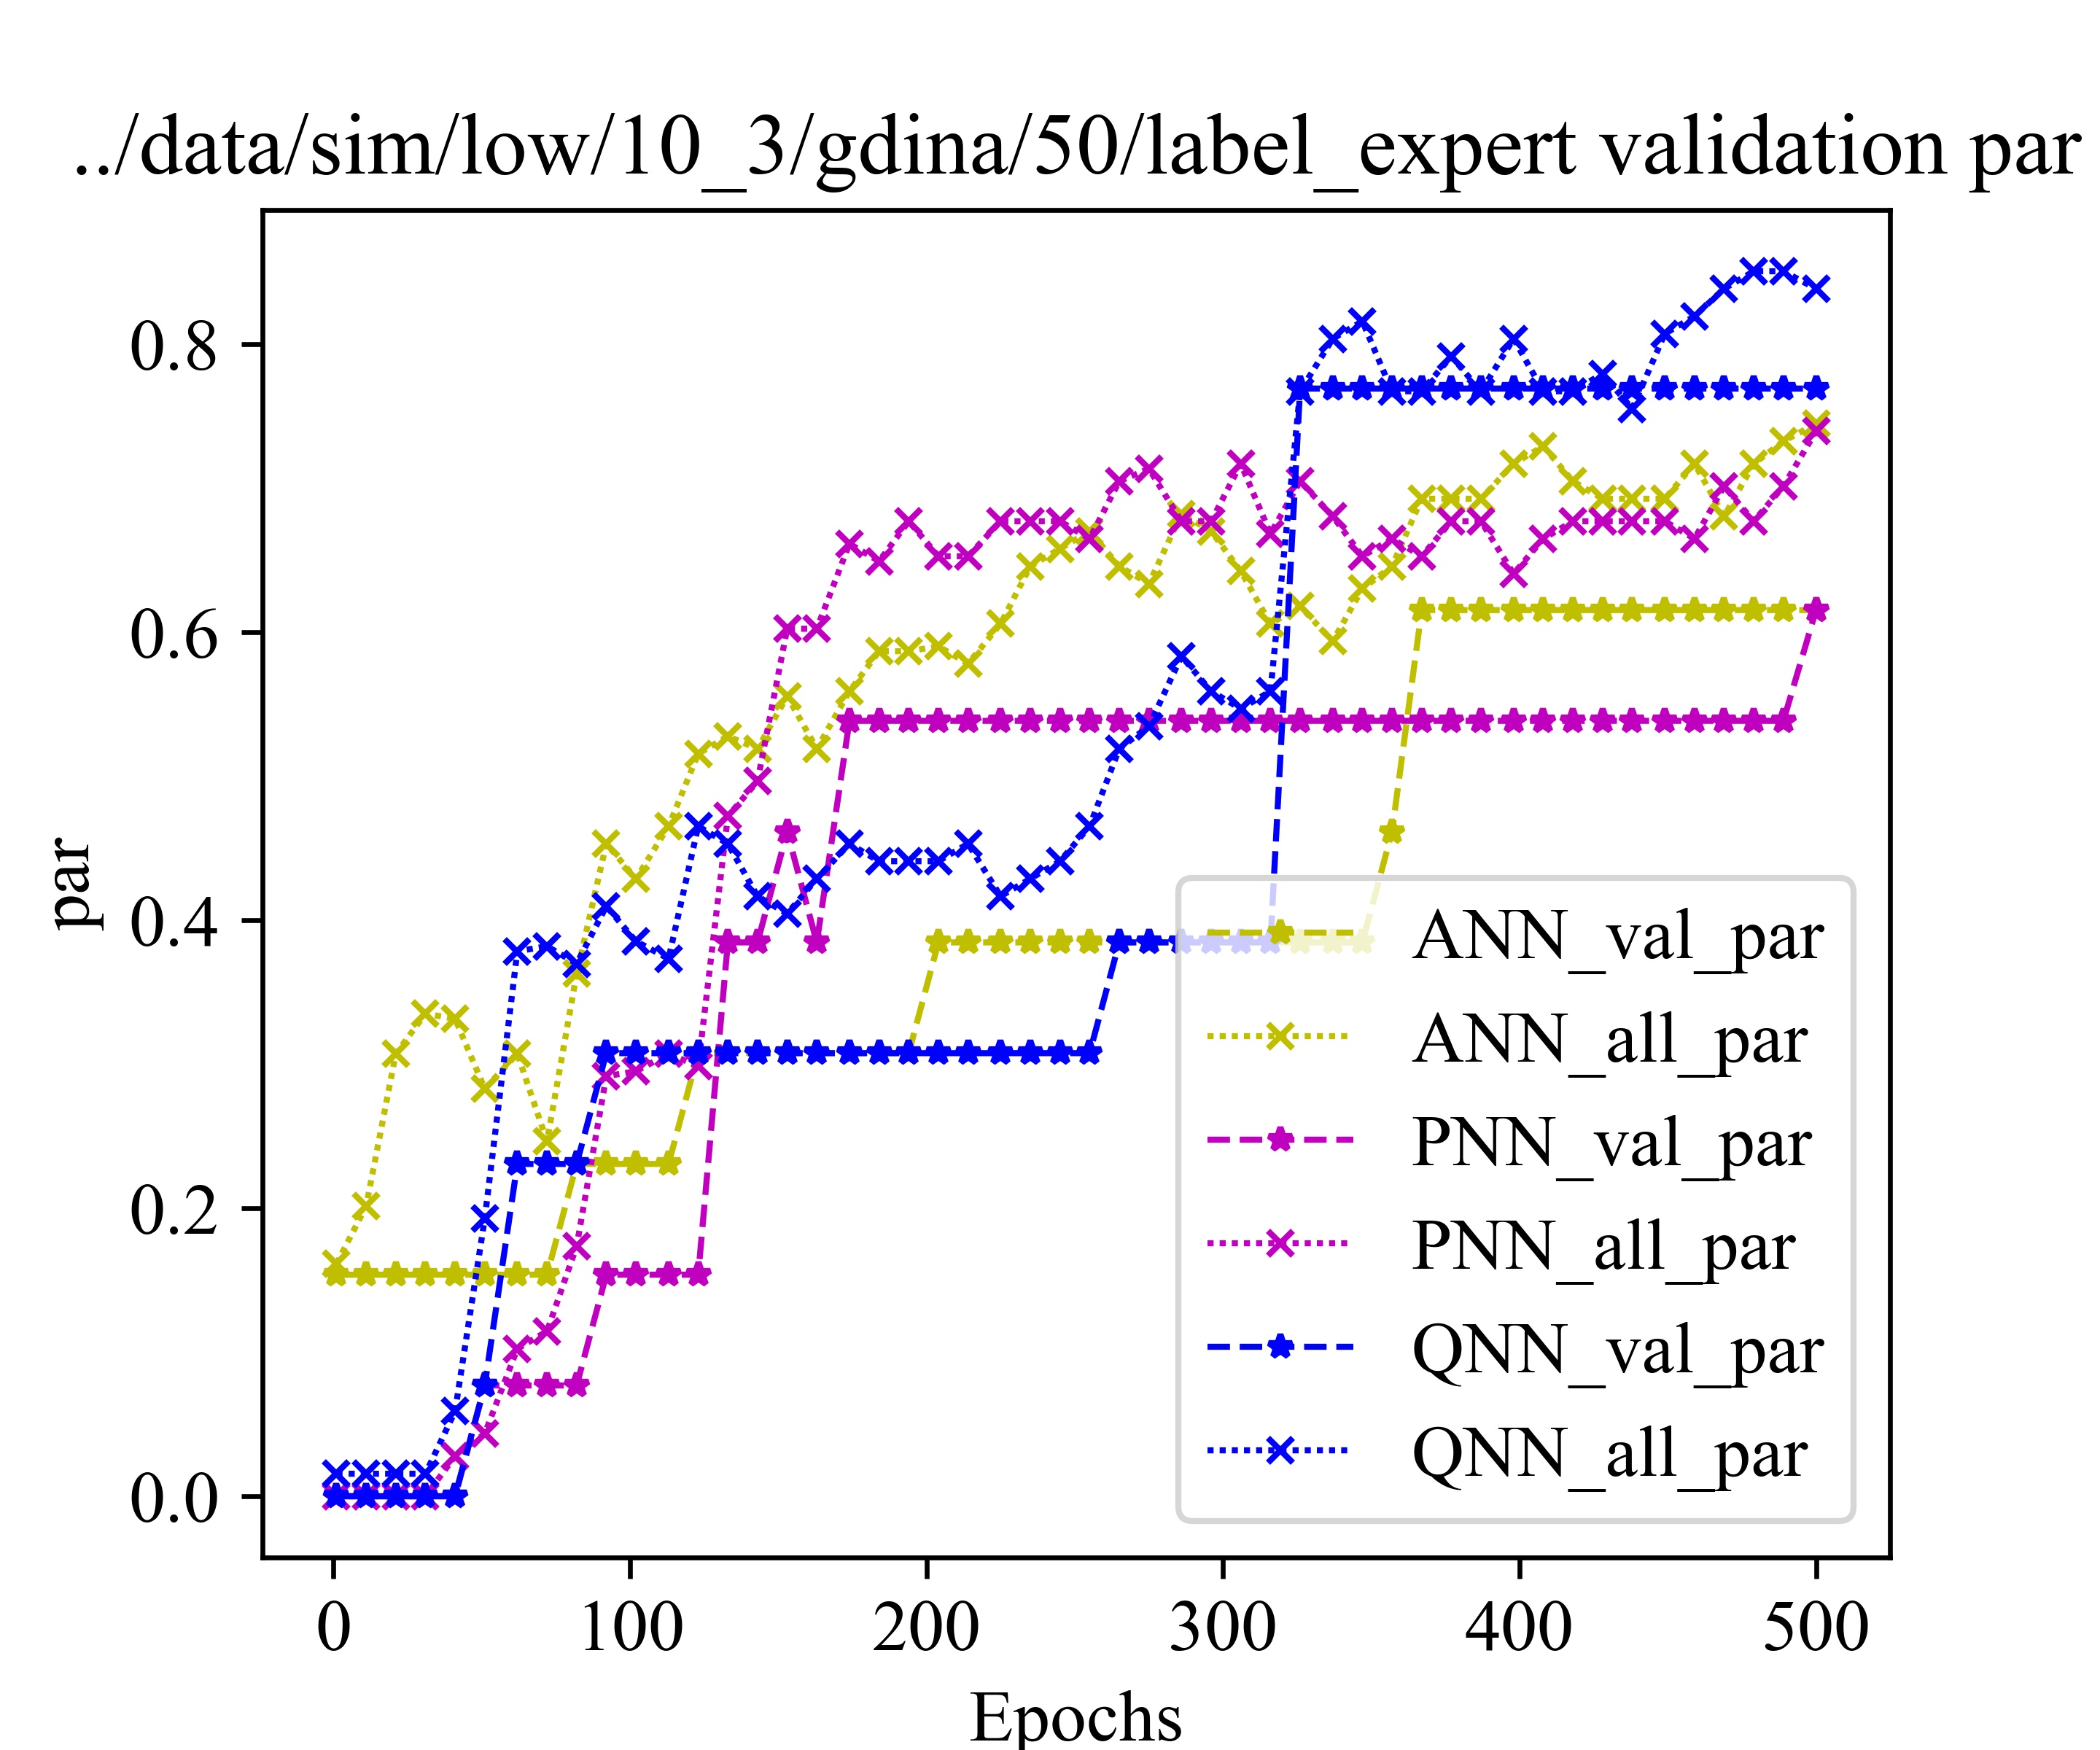 ../data/sim/low/10_3/gdina/50/label_expert validation par
0.8
0.6
0.4
0.2
0.0
par
ANN_val_par
ANN_all_par
PNN_val_par
PNN_all_par
QNN_val_par
QNN_all_par
0 100 200 300 400 500
Epochs